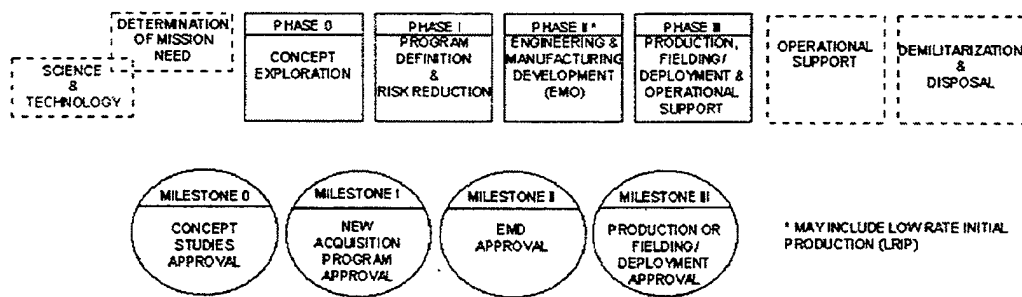 SCIENCE
&
TECHNOLOGY
DETERMINATION
OF MISSION
NEED
PHASE 0
CONCEPT
EXPLORATION
PHASE I
PROGRAM
DEFINITION
&
RISK REDUCTION
PHASE II*
ENGINEERING &
MANUFACTURING
DEVELOPMENT
(EMO)
PHASE III
PRODUCTION,
FIELDING/
DEPLOYMENT &
OPERATIONAL
SUPPORT
OPERATIONAL
SUPPORT
DEMILITARIZATION
&
DISPOSAL
MILESTONE 0
CONCEPT
STUDIES
APPROVAL
MILESTONE I
NEW
ACQUISITION
PROGRAM
APPROVAL
MILESTONE II
EMD
APPROVAL
MILESTONE III
PRODUCTION OR
FIELDING/
DEPLOYMENT
APPROVAL
* MAY INCLUDE LOW RATE INITIAL
PRODUCTION (LRIP)